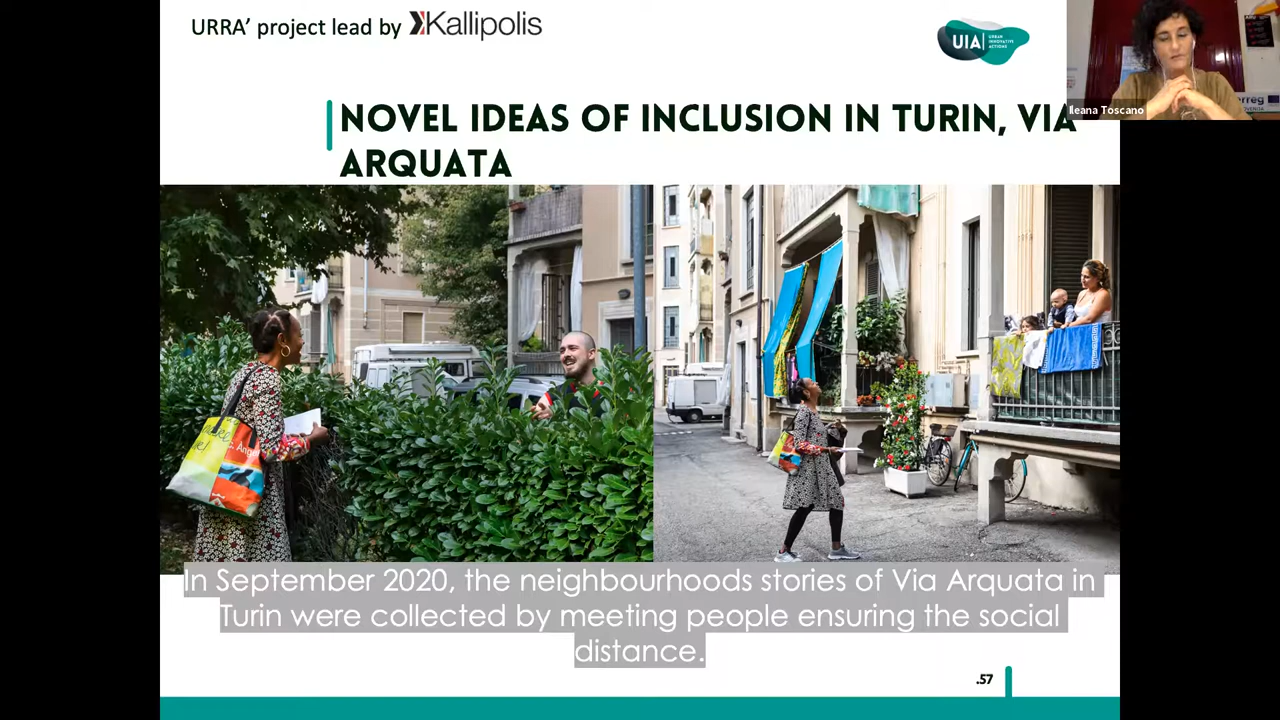 URRA’ project lead by Kallipolis
UIA
URBAN
INNOVATIVE
ACTIONS
Ileana Toscano
NOVEL IDEAS OF INCLUSION IN TURIN, VIA
ARQUATA
In September 2020, the neighbourhoods stories of Via Arquata in
Turin were collected by meeting people ensuring the social
distance.
.57